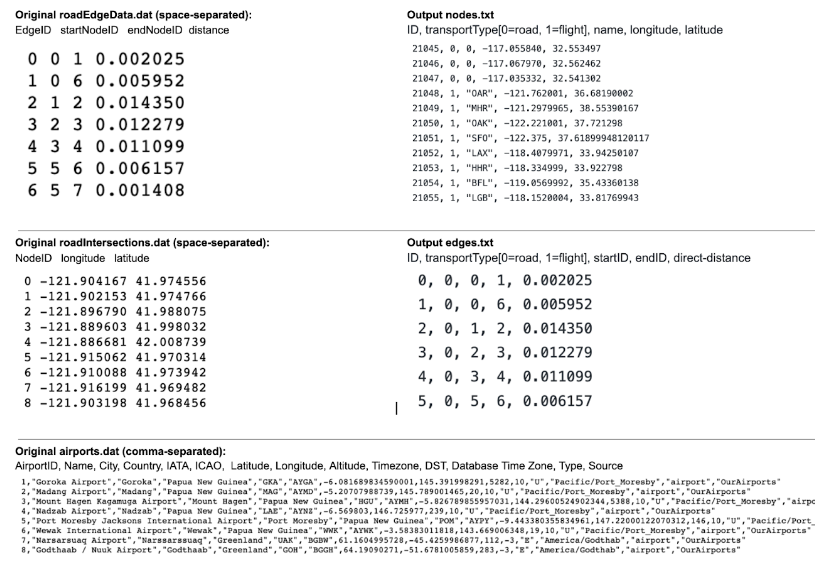 Original roadEdgeData.dat (space-separated):
EdgeID startNodeID endNodeID distance
0 0 1 0.002025
1 0 6 0.005952
2 1 2 0.014350
3 2 3 0.012279
4 3 4 0.011099
5 5 6 0.006157
6 5 7 0.001408
Output nodes.txt
ID, transportType[0=road, 1=flight], name, longitude, latitude
21045, 0, 0, -117.055840, 32.553497
21046, 0, 0, -117.067970, 32.562462
21047, 0, 0, -117.035332, 32.541302
21048, 1, "OAR", -121.762001, 36.68190002
21049, 1, "MHR", -121.2979965, 38.55390167
21050, 1, "OAK", -122.221001, 37.721298
21051, 1, "SFO", -122.375, 37.61899948120117
21052, 1, "LAX", -118.4079971, 33.94250107
21053, 1, "HHR", -118.334999, 33.922798
21054, 1, "BFL", -119.0569992, 35.43360138
21055, 1, "LGB", -118.1520004, 33.81769943
Original roadIntersections.dat (space-separated):
NodeID longitude latitude
0 -121.904167 41.974556
1 -121.902153 41.974766
2 -121.896790 41.988075
3 -121.889603 41.998032
4 -121.886681 42.008739
5 -121.915062 41.970314
6 -121.910088 41.973942
7 -121.916199 41.969482
8 -121.903198 41.968456
Output edges.txt
ID, transportType[0=road, 1=flight], startID, endID, direct-distance
0, 0, 0, 1, 0.002025
1, 0, 0, 6, 0.005952
2, 0, 1, 2, 0.014350
3, 0, 2, 3, 0.012279
4, 0, 3, 4, 0.011099
5, 0, 5, 6, 0.006157
Original airports.dat (comma-separated):
AirportID, Name, City, Country, IATA, ICAO, Latitude, Longitude, Altitude, Timezone, DST, Database Time Zone, Type, Source
1,"Goroka Airport","Goroka","Papua New Guinea","GKA","AYGA",-6.081689834590001,145.391998291,5282,10,"U","Pacific/Port_Moresby","airport","OurAirports"
2,"Madang Airport","Madang","Papua New Guinea","MAG","AYMD",-5.20707988739,145.789001465,20,10,"U","Pacific/Port_Moresby","airport","OurAirports"
3,"Mount Hagen Kagamuga Airport","Mount Hagen","Papua New Guinea","HGU","AYMH",-5.826789855957031,144.29600524902344,5388,10,"U","Pacific/Port_Moresby","airpo
4,"Nadzab Airport","Nadzab","Papua New Guinea","LAE","AYNZ",-6.569803,146.725977,239,10,"U","Pacific/Port_Moresby","airport","OurAirports"
5,"Port Moresby Jacksons International Airport","Port Moresby","Papua New Guinea","POM","AYPY",-9.443380355834961,147.22000122070312,146,10,"U","Pacific/Port_
6,"Wewak International Airport","Wewak","Papua New Guinea","WWK","AYWK",-3.58383011818,143.669006348,19,10,"U","Pacific/Port_Moresby","airport","OurAirports"
7,"Narsarsuaq Airport","Narssarssuaq","Greenland","UAK","BGBW",61.1604995728,-45.4259986877,112,-3,"E","America/Godthab","airport","OurAirports"
8,"Godthaab / Nuuk Airport","Godthaab","Greenland","GOH","BGGH",64.19090271,-51.6781005859,283,-3,"E","America/Godthab","airport","OurAirports"